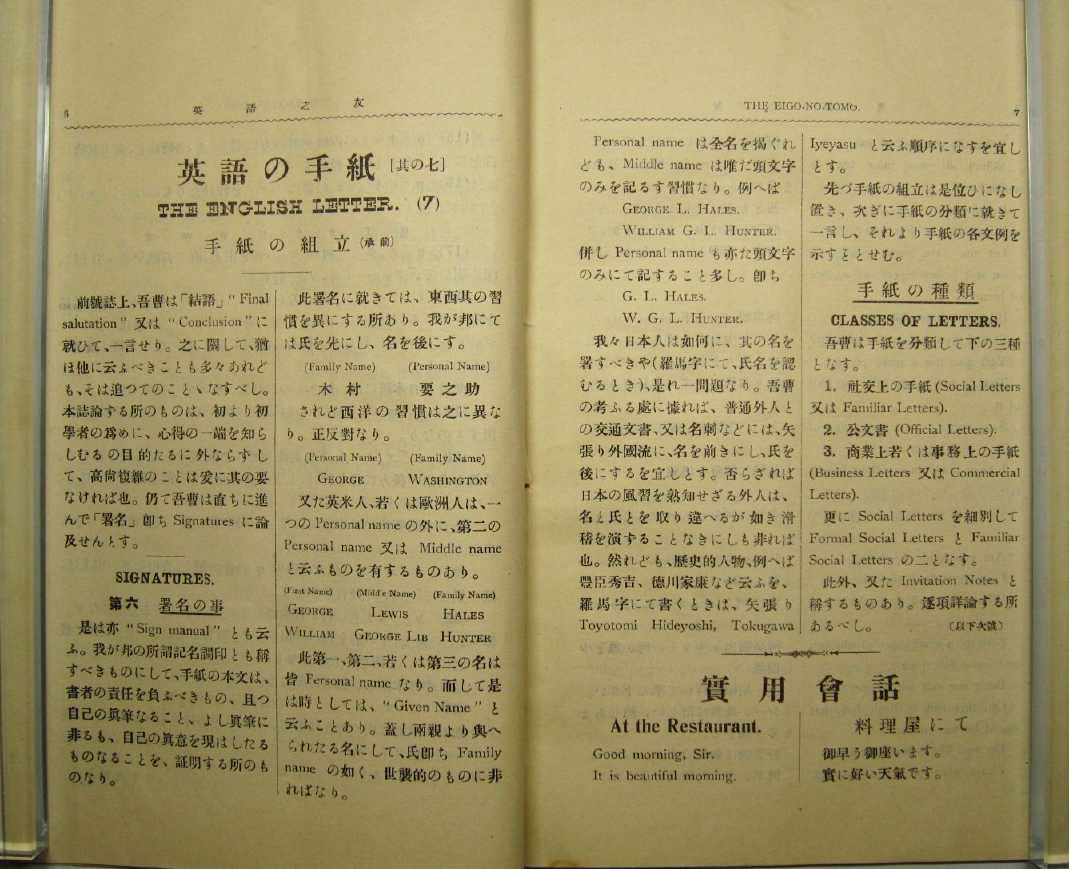 6
英語之友
英語の手紙 [其の七]
THE ENGLISH LETTER. (7)
手紙の組立 (承前)
前號誌上、吾曹は「結語」 “Final
salutation” 又は “Conclusion” に
就ひて、一言せり。之に關して、猶
ほ他に云ふべきことも多々あれど
も、そは追つてのことゝなすべし。
本誌論する所のものは、初より初
學者の爲めに、心得の一端を知ら
しむるの目的たるに外ならずし
て、高尚複雜のことは爰に其の要
なければ也。仍て吾曹は直ちに進
んで「署名」卽ち Signatures に論
及せんとす。
SIGNATURES.
第六 署名の事
是は亦 “Sign manual” とも云
ふ。我が邦の所謂記名調印とも稱
すべきものにして、手紙の本文は、
書者の責任を負ふべきもの、且つ
自己の眞筆なること、よし眞筆に
非るも、自己の眞意を現はしたる
ものなることを、証明する所のも
のなり。
此署名に就きては、東西其の習
慣を異にする所あり。我が邦にて
は氏を先にし、名を後にす。
(Family Name) (Personal Name)
木村 要之助
されど西洋の習慣は之に異な
り。正反對なり。
(Personal Name) (Family Name)
GEORGE WASHINGTON
又た英米人、若くは歐洲人は、一
つの Personal name の外に、第二の
Personal name 又は Middle name
と云ふものを有するものあり。
(First Name) (Middle Name) (Family Name)
GEORGE LEWIS HALES
WILLIAM GEORGE LIB HUNTER
此第一、第二、若くは第三の名は
皆 Personal name なり。而して是
は時としては、 “Given Name” と
云ふことあり。蓋し兩親より與へ
られたる名にして、氏卽ち Family
name の如く、世襲的のものに非
ればなり。
THE EIGO-NO-TOMO.
7
Personal name は全名を揭ぐれ
ども、Middle name は唯だ頭文字
のみを記るす習慣なり。例へば
GEORGE L. HALES.
WILLIAM G. L. HUNTER.
併し Personal name も亦た頭文字
のみにて記すること多し。卽ち
G. L. HALES.
W. G. L. HUNTER.
我々日本人は如何に、其の名を
署すべきや(羅馬字にて、氏名を認
むるとき)、是れ一問題なり。吾曹
の考ふる處に據れば、普通外人と
の交通文書、又は名刺などには、矢
張り外國流に、名を前きにし、氏を
後にするを宜しとす。否らざれば
日本の風習を熟知せざる外人は、
名と氏とを取り違へるが如き滑
稽を演することなきにしも非れば
也。然れども、歷史的人物、例へば
豐臣秀吉、德川家康など云ふを、
羅馬字にて書くときは、矢張り
Toyotomi Hideyoshi, Tokugawa
Iyeyasu と云ふ順序になすを宜し
とす。
先づ手紙の組立は是位ひになし
置き、次ぎに手紙の分類に就きて
一言し、それより手紙の各文例を
示すととせむ。
手紙の種類
CLASSES OF LETTERS.
吾曹は手紙を分類して下の三種
となす。
1. 社交上の手紙 (Social Letters
又は Familiar Letters).
2. 公文書 (Official Letters).
3. 商業上若くは事務上の手紙
(Business Letters 又は Commercial
Letters).
更に Social Letters を細別して
Formal Social Letters と Familiar
Social Letters の二となす。
此外、又た Invitation Notes と
稱するものあり。逐項詳論する所
あるべし。 (以下次號)
實用會話
At the Restaurant. 料理屋にて
Good morning, Sir. 御早う御座います。
It is beautiful morning. 實に好い天氣です。